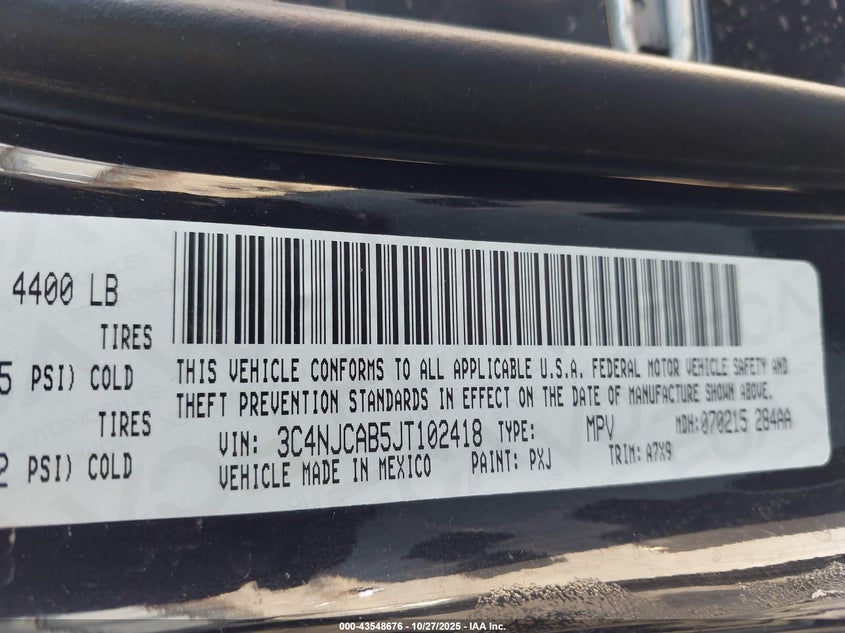 4400 LB
TIRES
5 PSI) COLD
TIRES
2 PSI) COLD
THIS VEHICLE CONFORMS TO ALL APPLICABLE U.S.A. FEDERAL MOTOR VEHICLE SAFETY AND
THEFT PREVENTION STANDARDS IN EFFECT ON THE DATE OF MANUFACTURE SHOWN ABOVE.
VIN: 3C4NJCAB5JT102418 TYPE: MPV MDH:070215 284AA
VEHICLE MADE IN MEXICO PAINT: PXJ TRIM: A7X9
000-43548676 | 10/27/2025 | IAA Inc.